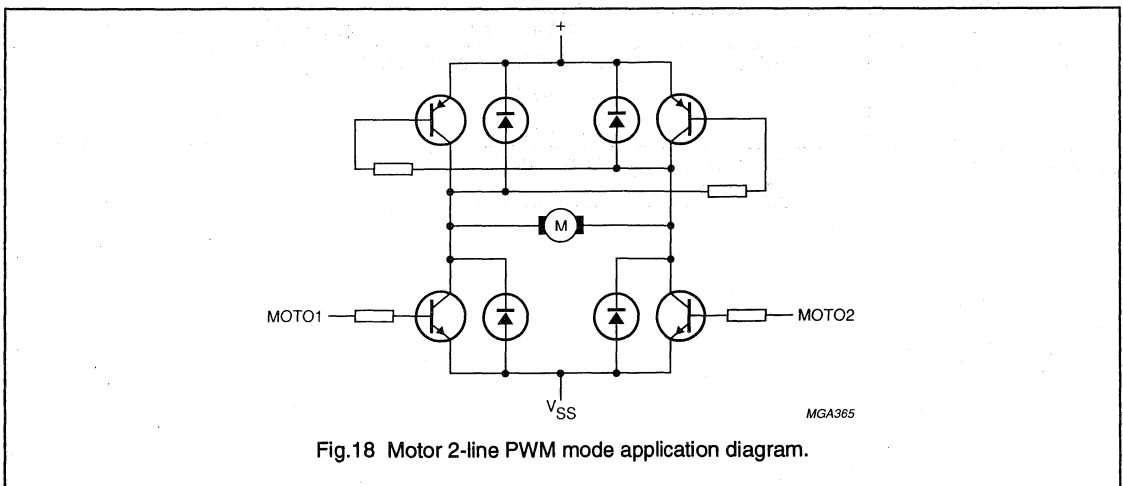 +
M
MOTO1
MOTO2
VSS
MGA365
Fig.18 Motor 2-line PWM mode application diagram.